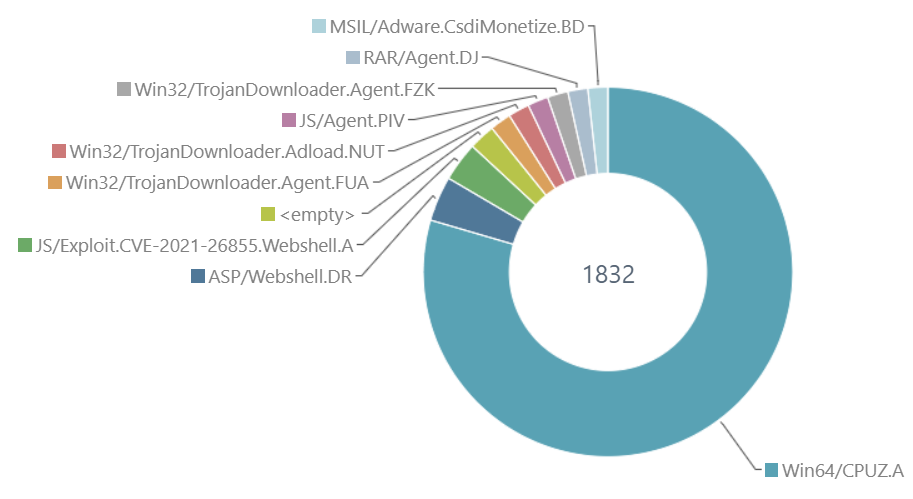 MSIL/Adware.CsdiMonetize.BD
RAR/Agent.DJ
Win32/TrojanDownloader.Agent.FZK
JS/Agent.PIV
Win32/TrojanDownloader.Adload.NUT
Win32/TrojanDownloader.Agent.FUA
<empty>
JS/Exploit.CVE-2021-26855.Webshell.A
ASP/Webshell.DR
1832
Win64/CPUZ.A